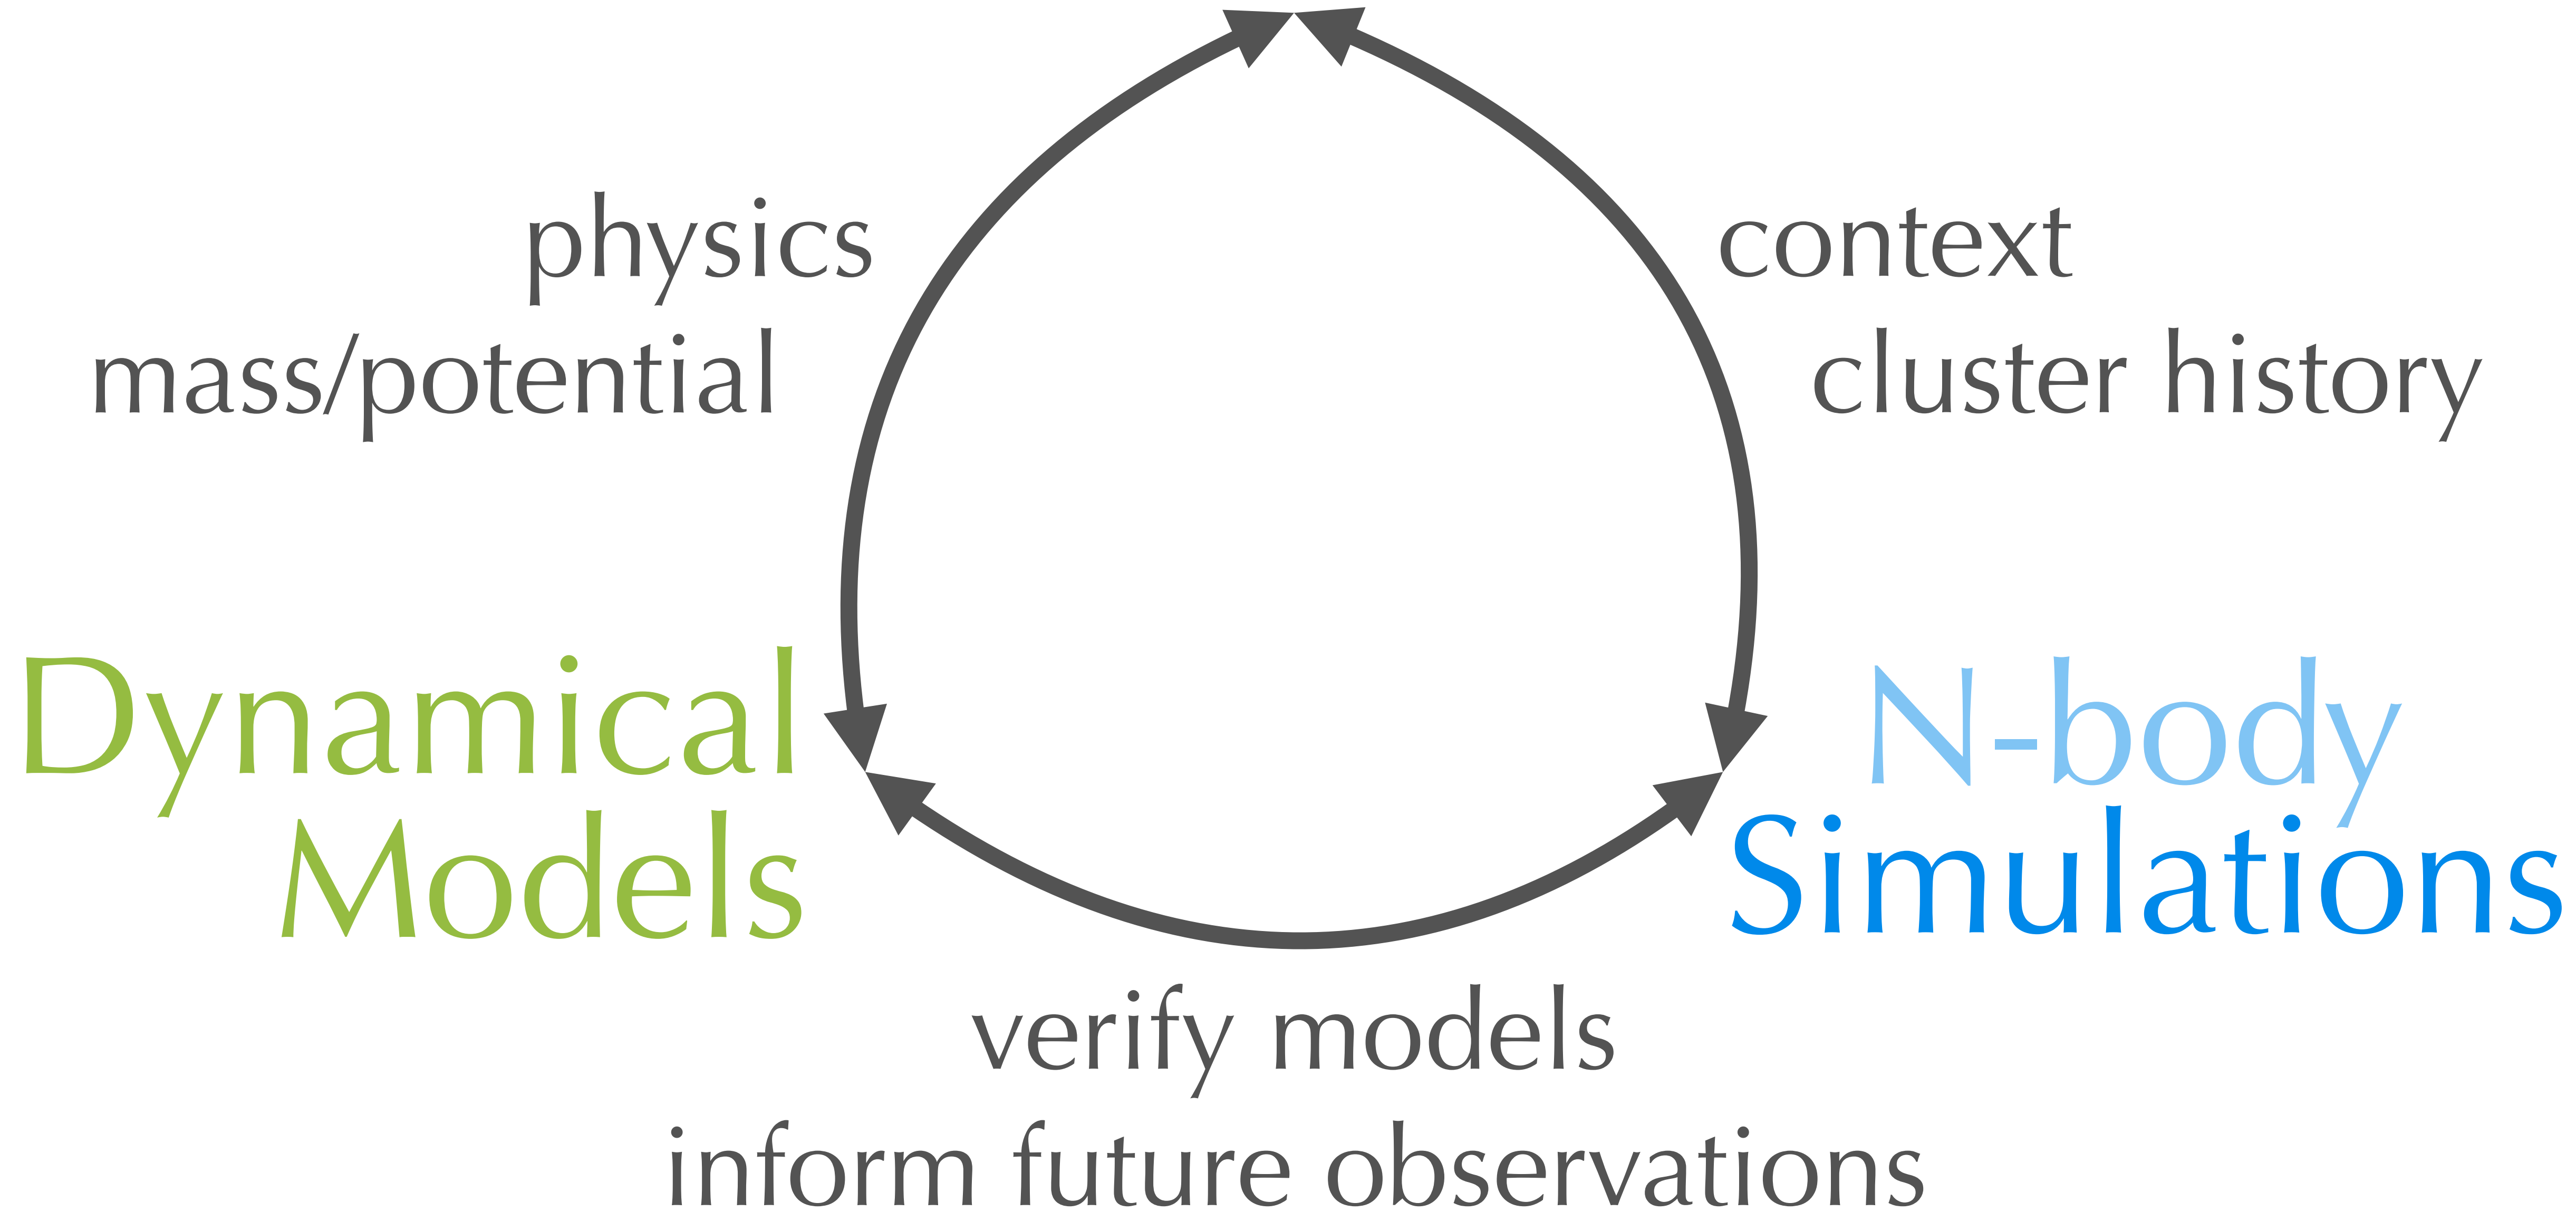 physics
mass/potential
context
cluster history
Dynamical
Models
N-body
Simulations
verify models
inform future observations